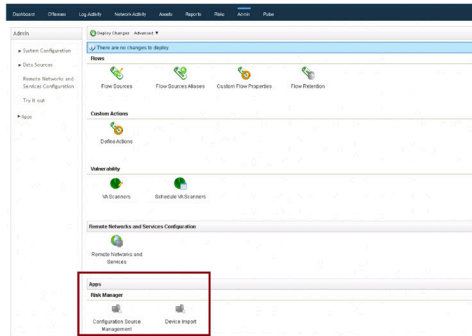 Dashboard Offenses Log Activity Network Activity Assets Reports Risks Admin Pulse
Admin
Deploy Changes Advanced
There are no changes to deploy
System Configuration
Data Sources
Remote Networks and
Services Configuration
Try it out
Apps
Flows
Flow Sources Flow Sources Aliases Custom Flow Properties Flow Retention
Custom Actions
Define Actions
Vulnerability
VA Scanners Schedule VA Scanners
Remote Networks and Services Configuration
Remote Networks and
Services
Apps
Risk Manager
Configuration Source
Management
Device Import